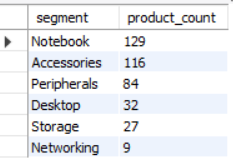 segment product_count
Notebook 129
Accessories 116
Peripherals 84
Desktop 32
Storage 27
Networking 9